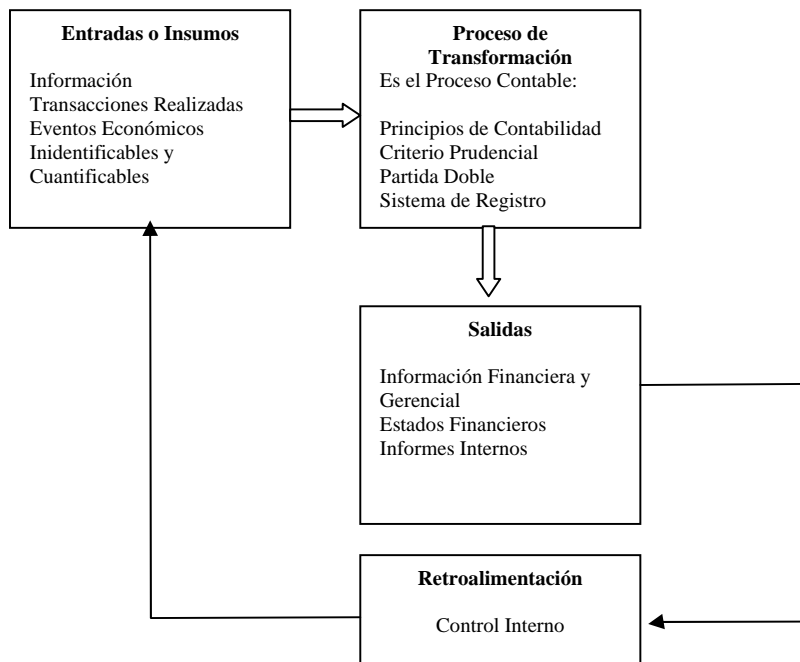 Entradas o Insumos
Información
Transacciones Realizadas
Eventos Económicos
Inidentificables y
Cuantificables
Proceso de
Transformación
Es el Proceso Contable:
Principios de Contabilidad
Criterio Prudencial
Partida Doble
Sistema de Registro
Salidas
Información Financiera y
Gerencial
Estados Financieros
Informes Internos
Retroalimentación
Control Interno